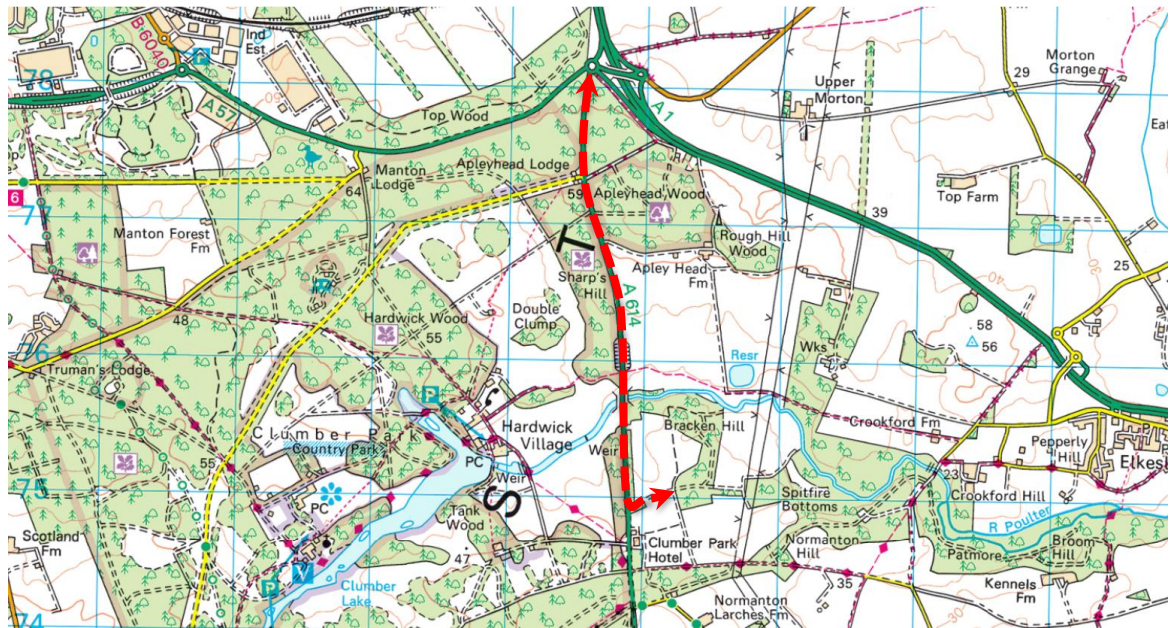 Ind
Est
B6040
P
78
A57
Top Wood
A1
29
Morton
Grange
Upper
Morton
Manton
Lodge
64
Apleyhead Lodge
59
Apleyhead Wood
Top Farm
6
77
Manton Forest
Fm
39
Rough Hill
Wood
T
Sharp's
Hill
Apley Head
Fm
A 614
25
40
30
Double
Clump
Hardwick Wood
55
48
76
Truman's Lodge
58
56
Resr
Wks
P
Clumber Park
Country Park
Hardwick
Village
Weir
Bracken Hill
Crookford Fm
Pepperly
Hill
Elkes
PC
Weir
55
75
23
Crookford Hill
S
PC
Tank
Wood
Spitfire
Bottoms
R Poulter
Scotland
Fm
47
Clumber Park
Hotel
Normanton
Hill
Patmore
Broom
Hill
P
V
Clumber
Lake
35
Kennels
Fm
Normanton
Larches Fm
30
74